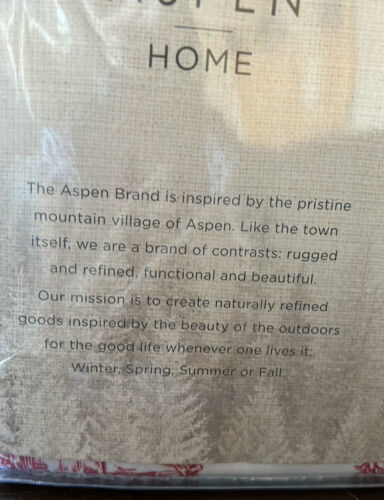 ASPEN
HOME
The Aspen Brand is inspired by the pristine
mountain village of Aspen. Like the town
itself, we are a brand of contrasts: rugged
and refined, functional and beautiful.
Our mission is to create naturally refined
goods inspired by the beauty of the outdoors
for the good life whenever one lives it:
Winter, Spring, Summer or Fall.